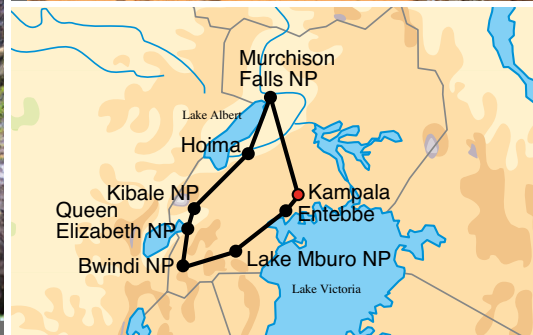 Murchison
Falls NP
Lake Albert
Hoima
Kibale NP
Kampala
Queen
Elizabeth NP
Entebbe
Bwindi NP
Lake Mburo NP
Lake Victoria